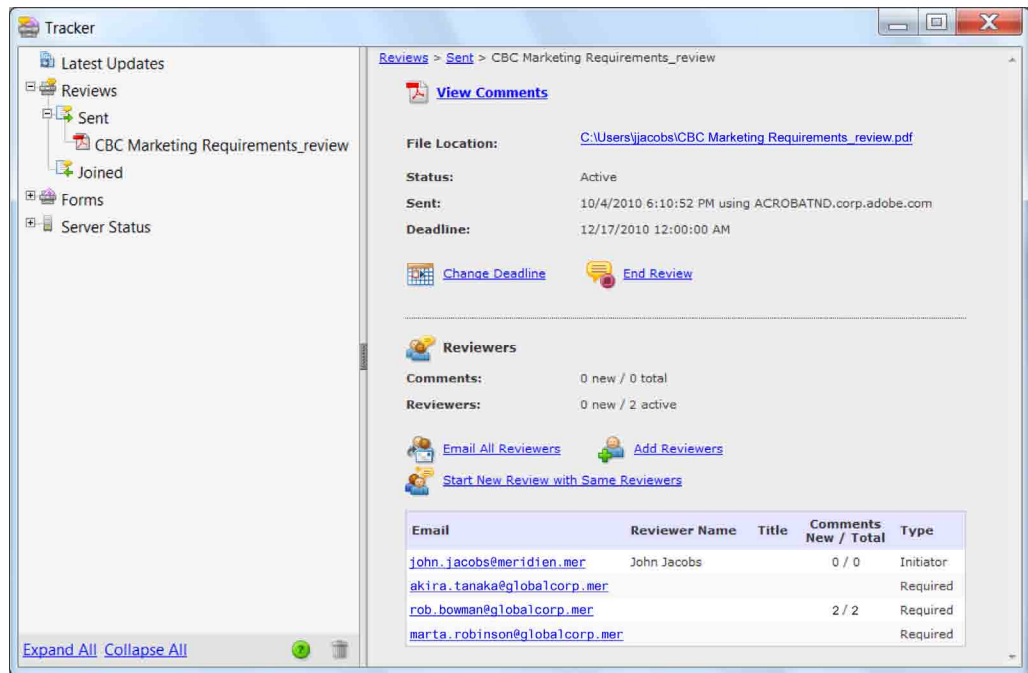 Tracker
Latest Updates
Reviews
Sent
CBC Marketing Requirements_review
Joined
Forms
Server Status
Expand All Collapse All
Reviews > Sent > CBC Marketing Requirements_review
View Comments
File Location: C:\Users\jjacobs\CBC Marketing Requirements_review.pdf
Status: Active
Sent: 10/4/2010 6:10:52 PM using ACROBATND.corp.adobe.com
Deadline: 12/17/2010 12:00:00 AM
Change Deadline End Review
Reviewers
Comments: 0 new / 0 total
Reviewers: 0 new / 2 active
Email All Reviewers Add Reviewers
Start New Review with Same Reviewers
Email Reviewer Name Title Comments New / Total Type
john.jacobs@meridien.mer John Jacobs 0 / 0 Initiator
akira.tanaka@globalcorp.mer Required
rob.bowman@globalcorp.mer 2 / 2 Required
marta.robinson@globalcorp.mer Required